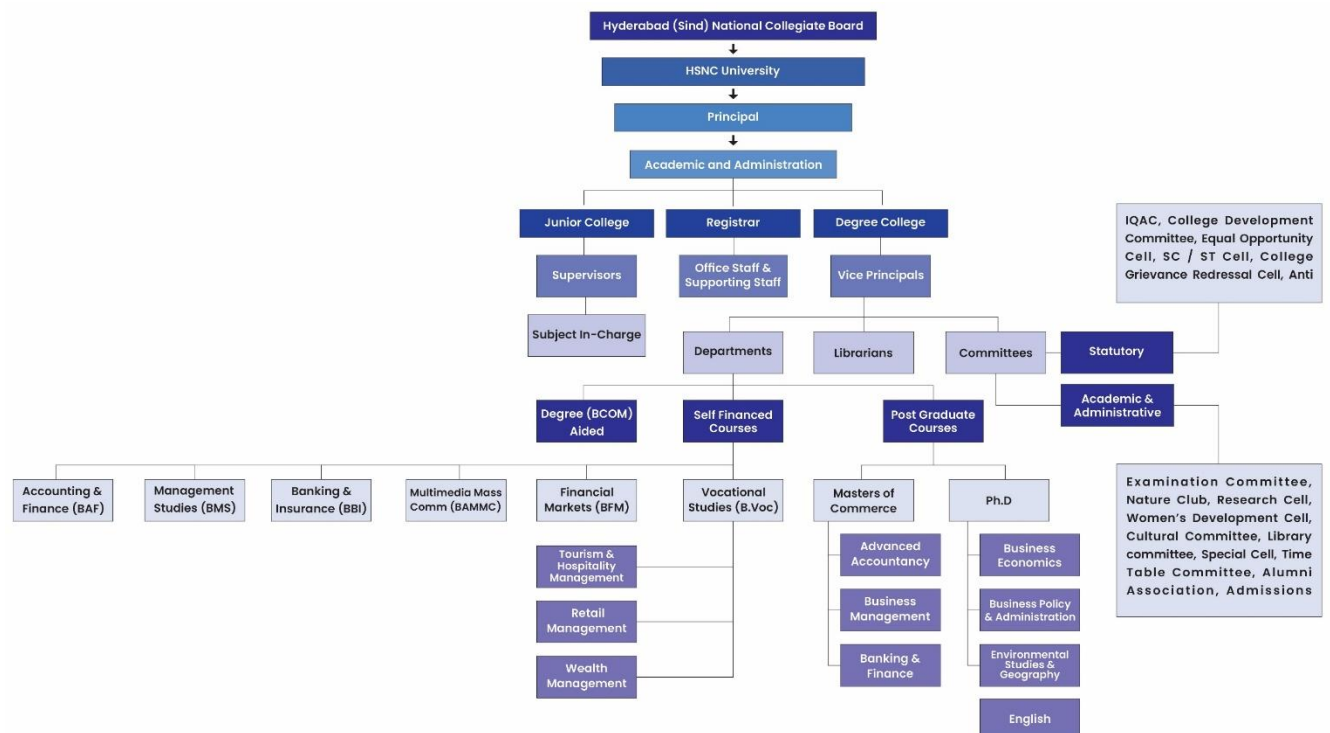 Hyderabad (Sind) National Collegiate Board
HSNC University
Principal
Academic and Administration
Junior College
Registrar
Degree College
Supervisors
Office Staff &
Supporting Staff
Vice Principals
Subject In-Charge
Departments
Librarians
Committees
Statutory
IQAC, College Development
Committee, Equal Opportunity
Cell, SC / ST Cell, College
Grievance Redressal Cell, Anti
Academic &
Administrative
Examination Committee,
Nature Club, Research Cell,
Women's Development Cell,
Cultural Committee, Library
committee, Special Cell, Time
Table Committee, Alumni
Association, Admissions
Degree (BCOM)
Aided
Self Financed
Courses
Post Graduate
Courses
Accounting &
Finance (BAF)
Management
Studies (BMS)
Banking &
Insurance (BBI)
Multimedia Mass
Comm (BAMMC)
Financial
Markets (BFM)
Vocational
Studies (B.Voc)
Masters of
Commerce
Ph.D
Tourism &
Hospitality
Management
Retail
Management
Wealth
Management
Advanced
Accountancy
Business
Management
Banking &
Finance
Business
Economics
Business Policy
& Administration
Environmental
Studies &
Geography
English